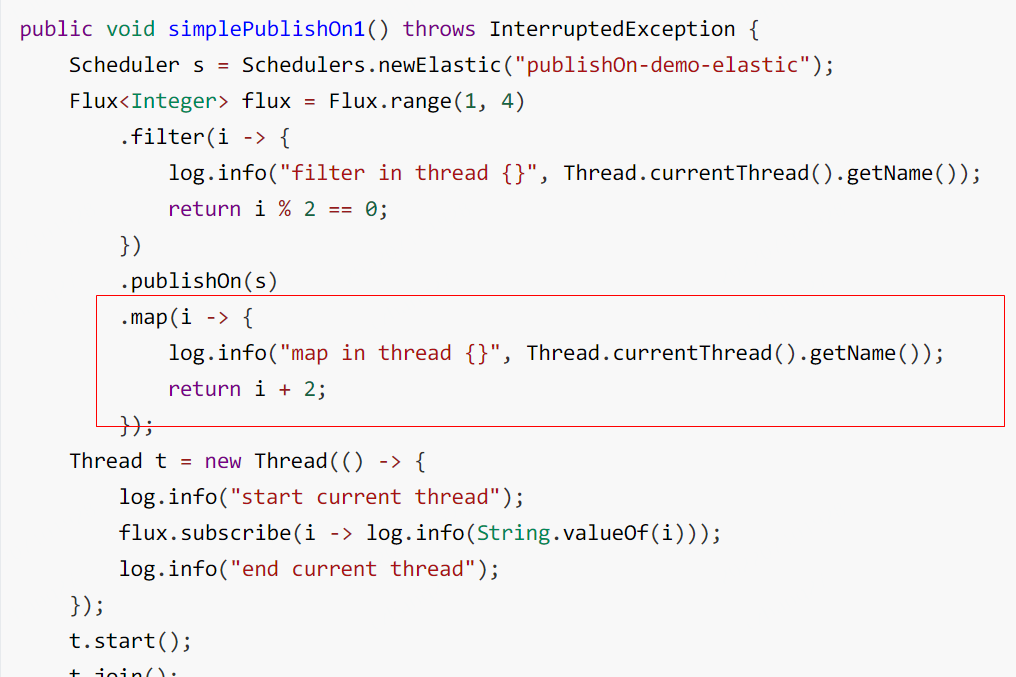 public void simplePublishOn1() throws InterruptedException {
    Scheduler s = Schedulers.newElastic("publishOn-demo-elastic");
    Flux<Integer> flux = Flux.range(1, 4)
        .filter(i -> {
            log.info("filter in thread {}", Thread.currentThread().getName());
            return i % 2 == 0;
        })
        .publishOn(s)
        .map(i -> {
            log.info("map in thread {}", Thread.currentThread().getName());
            return i + 2;
        });
    Thread t = new Thread(() -> {
        log.info("start current thread");
        flux.subscribe(i -> log.info(String.valueOf(i)));
        log.info("end current thread");
    });
    t.start();
    t.join();